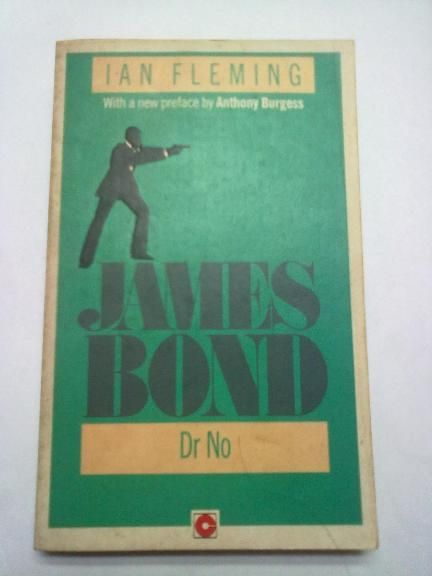 IAN FLEMING
With a new preface by Anthony Burgess
JAMES
BOND
Dr No